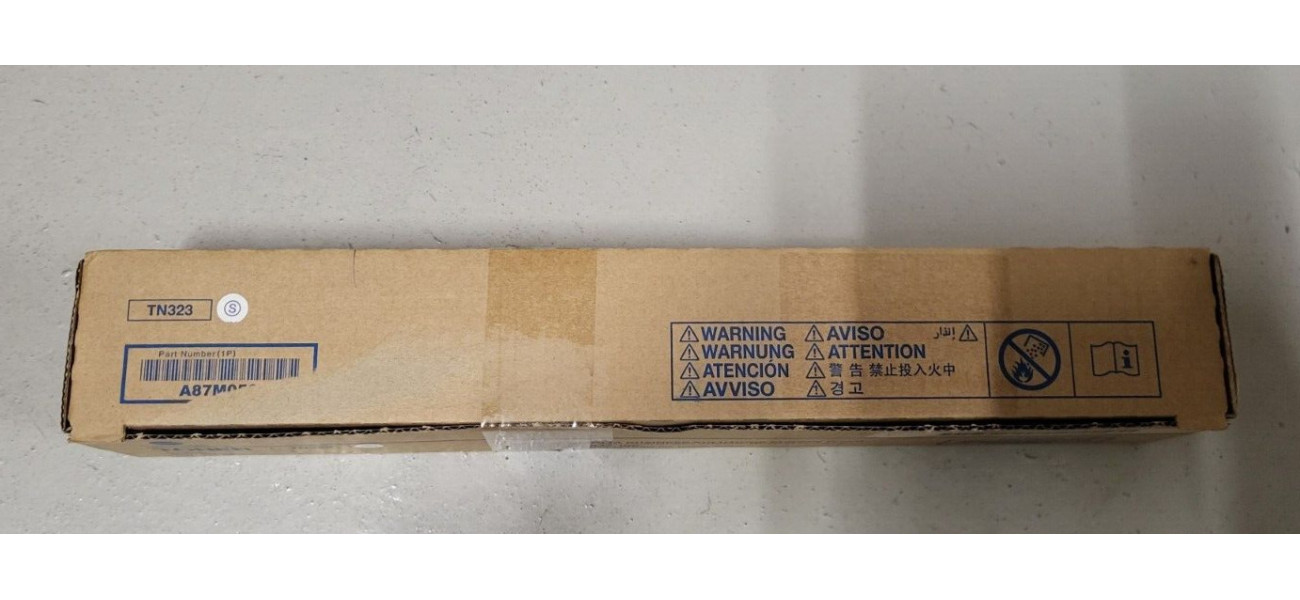 TN323
S
Part Number(1P)
A87M05
WARNING
AVISO
إنذار
WARNUNG
ATTENTION
ATENCIÓN
警告 禁止投入火中
AVVISO
경고
i